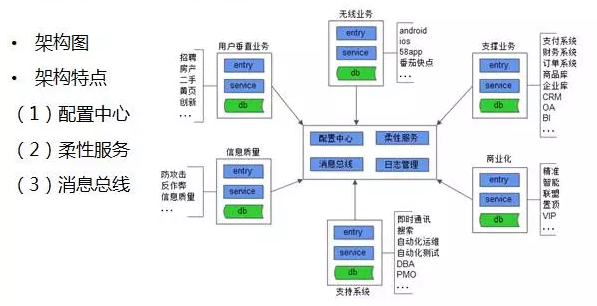 • 架构图
• 架构特点
（1）配置中心
（2）柔性服务
（3）消息总线
用户垂直业务
招聘
房产
二手
黄页
创新
...
entry
service
db
无线业务
entry
service
db
android
ios
58app
番茄快点
...
支撑业务
entry
service
db
支付系统
财务系统
订单系统
商品库
企业库
CRM
OA
BI
配置中心
柔性服务
消息总线
日志管理
信息质量
防攻击
反作弊
信息质量
...
entry
service
db
支持系统
entry
service
db
即时通讯
搜索
自动化运维
自动化测试
DBA
PMO
...
商业化
entry
service
db
精准
智能
联盟
置顶
VIP
...